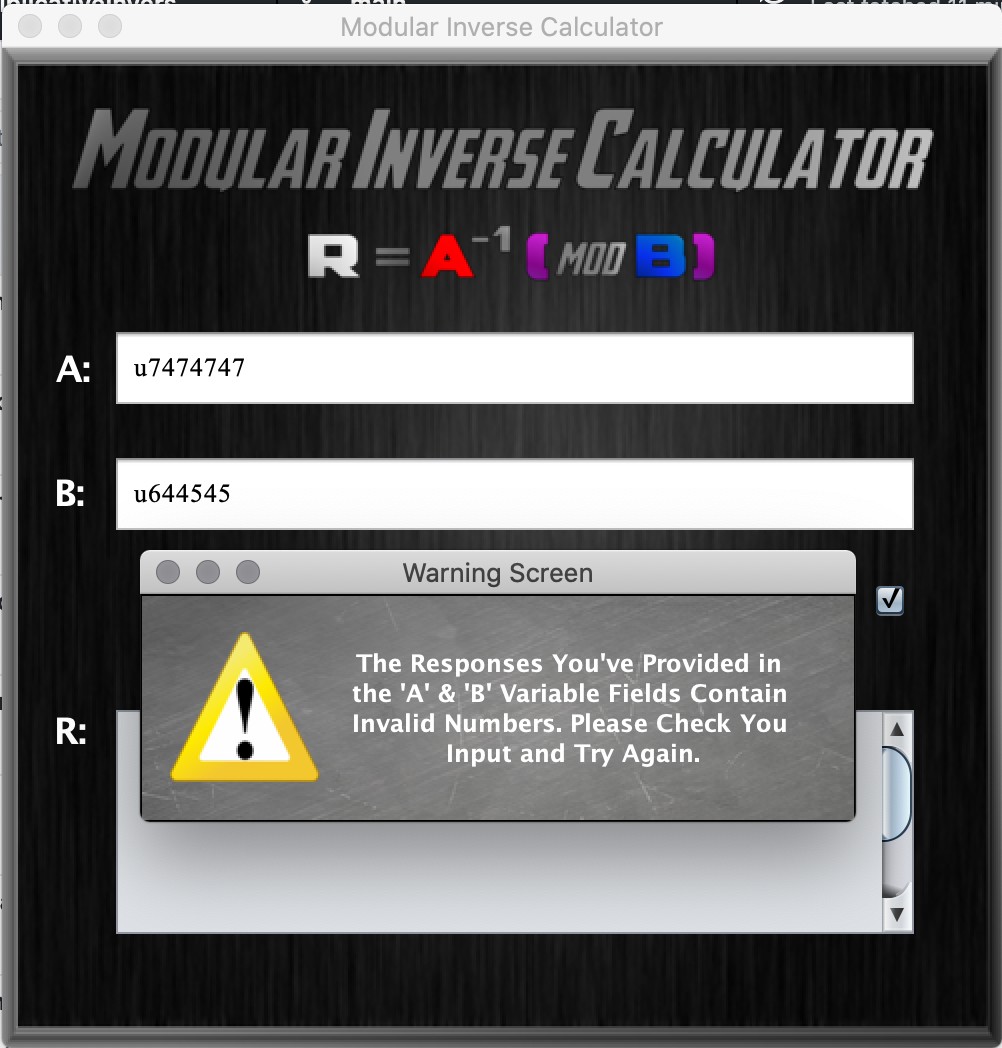 main
Modular Inverse Calculator
MODULAR INVERSE CALCULATOR
R = A⁻¹ (MOD B)
A: u7474747
B: u644545
Warning Screen
The Responses You've Provided in
the 'A' & 'B' Variable Fields Contain
Invalid Numbers. Please Check You
Input and Try Again.
R: